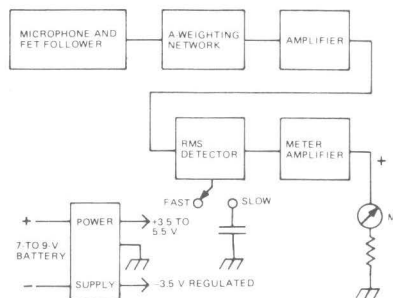 MICROPHONE AND
FET FOLLOWER
A-WEIGHTING
NETWORK
AMPLIFIER
RMS
DETECTOR
METER
AMPLIFIER
+
FAST
SLOW
M
+
7-TO 9-V
BATTERY
−
POWER
SUPPLY
+3.5 TO
5.5 V
−3.5 V REGULATED